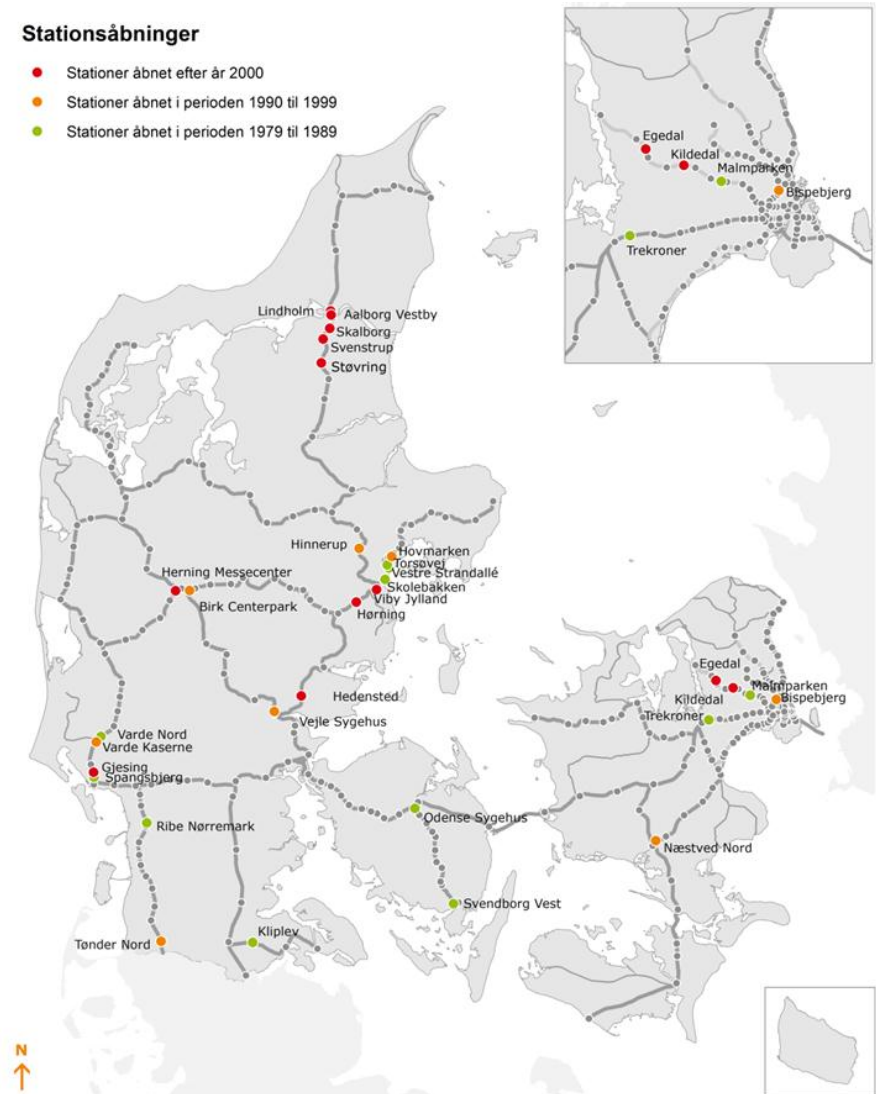 Stationsåbninger
Stationer åbnet efter år 2000
Stationer åbnet i perioden 1990 til 1999
Stationer åbnet i perioden 1979 til 1989
Egedal
Kildedal
Malmparken
Bispebjerg
Trekroner
Lindholm
Aalborg Vestby
Skalborg
Svenstrup
Støvring
Hinnerup
Hovmarken
Torsøvej
Vestre Strandallé
Skolebakken
Viby Jylland
Hørning
Herning Messecenter
Birk Centerpark
Hedensted
Vejle Sygehus
Varde Nord
Varde Kaserne
Gjesing
Spangsbjerg
Ribe Nørremark
Tønder Nord
Kliplev
Odense Sygehus
Svendborg Vest
Egedal
Kildedal
Malmparken
Bispebjerg
Trekroner
Næstved Nord
N